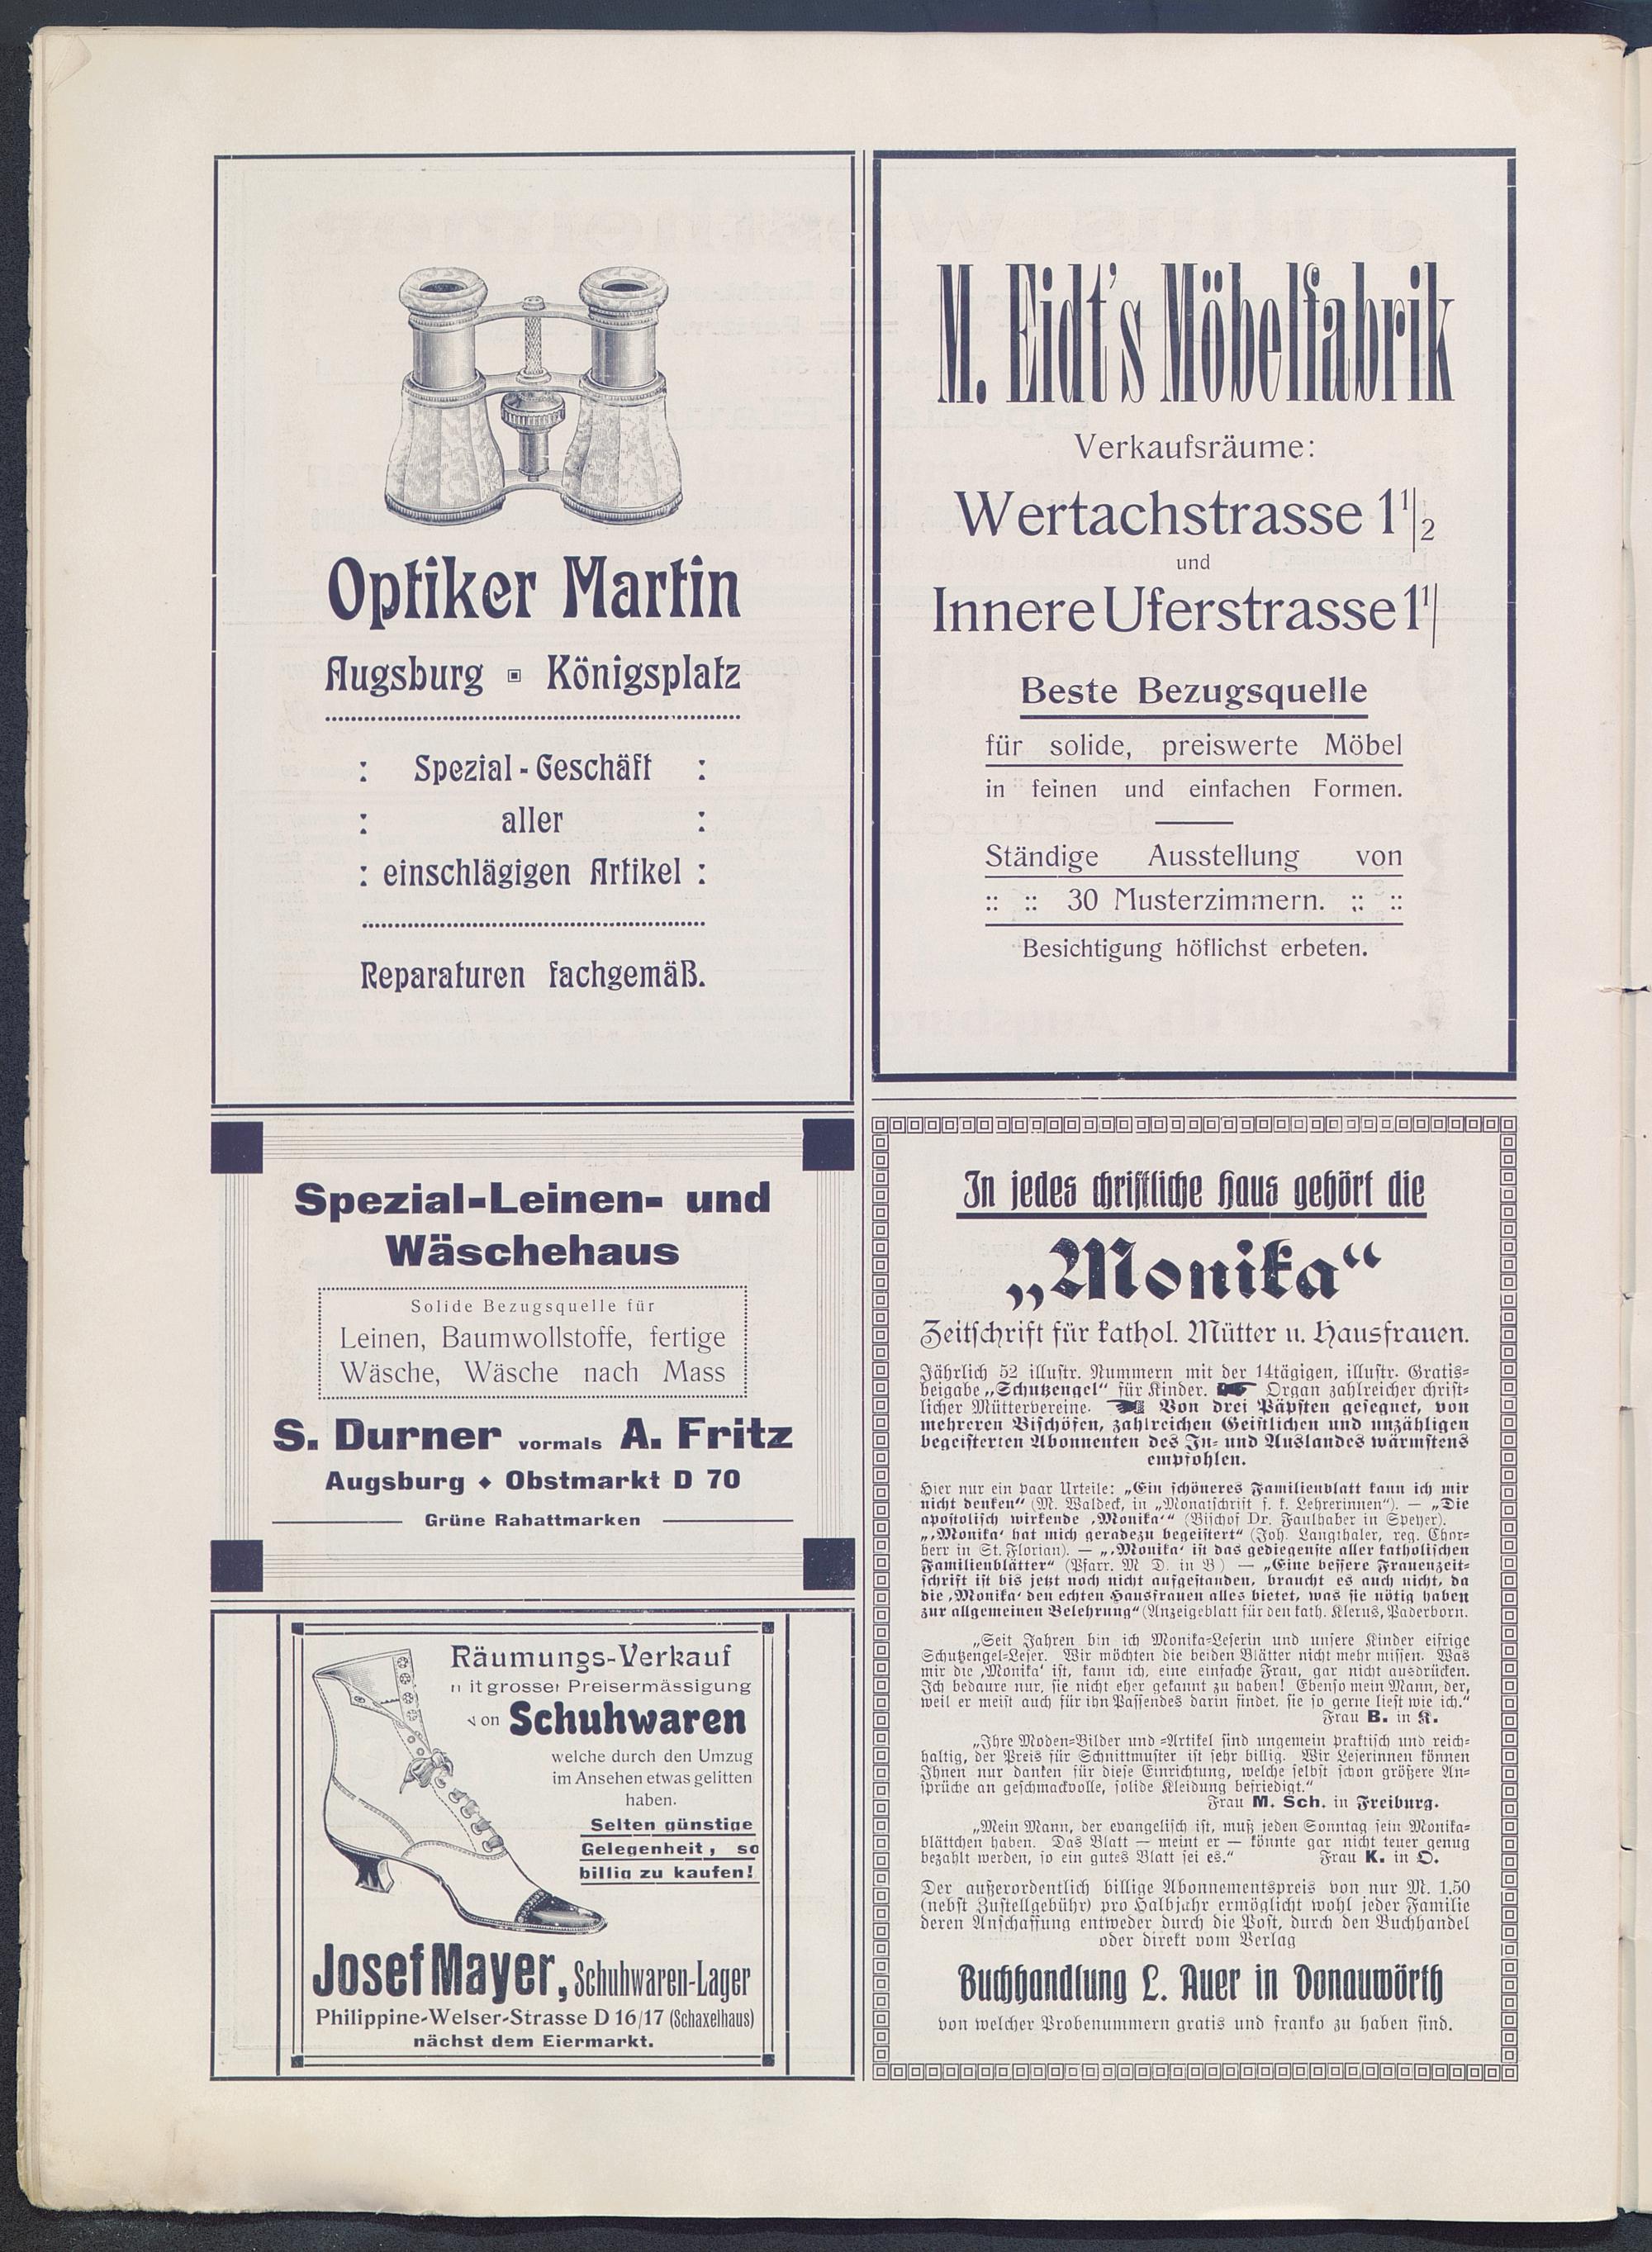 Optiker Martin
Augsburg Königsplatz
: Spezial-Geschäft :
: aller :
: einschlägigen Artikel :
Reparaturen fachgemäß.
Spezial-Leinen- und
Wäschehaus
Solide Bezugsquelle für
Leinen, Baumwollstoffe, fertige
Wäsche, Wäsche nach Mass
S. Durner vormals A. Fritz
Augsburg ◆ Obstmarkt D 70
Grüne Rabattmarken
Räumungs-Verkauf
it grosser Preisermässigung
von Schuhwaren
welche durch den Umzug
im Ansehen etwas gelitten
haben.
Selten günstige
Gelegenheit, so
billig zu kaufen!
Josef Mayer, Schuhwaren-Lager
Philippine-Welser-Strasse D 16/17 (Schaxelhaus)
nächst dem Eiermarkt.
M. Eidt's Möbelfabrik
Verkaufsräume:
Wertachstrasse 1 1/2
und
Innere Uferstrasse 1 1/
Beste Bezugsquelle
für solide, preiswerte Möbel
in feinen und einfachen Formen.
Ständige Ausstellung von
:: :: 30 Musterzimmern. :: ::
Besichtigung höflichst erbeten.
In jedes christliche Haus gehört die
„Monika“
Zeitschrift für kathol. Mütter u. Hausfrauen.
Jährlich 52 illustr. Nummern mit der 14tägigen, illustr. Gratis-
beigabe „Schutzengel“ für Kinder. Organ zahlreicher christ-
licher Müttervereine. Von drei Päpsten gesegnet, von
mehreren Bischöfen, zahlreichen Geistlichen und unzähligen
begeisterten Abonnenten des In- und Auslandes wärmstens
empfohlen.
Hier nur ein paar Urteile: „Ein schöneres Familienblatt kann ich mir
nicht denken“ (M. Waldeck, in „Monatschrift f. k. Lehrerinnen“). — „Die
apostolisch wirkende ‚Monika‘“ (Bischof Dr. Faulhaber in Speyer).
„‚Monika‘ hat mich geradezu begeistert“ (Joh. Langthaler, reg. Chor-
herr in St. Florian). — „‚Monika‘ ist das gediegenste aller katholischen
Familienblätter“ (Pfarr. M D. in B) — „Eine bessere Frauenzeit-
schrift ist bis jetzt noch nicht aufgestanden, braucht es auch nicht, da
die ‚Monika‘ den echten Hausfrauen alles bietet, was sie nötig haben
zur allgemeinen Belehrung“ (Anzeigeblatt für den kath. Klerus, Paderborn.
„Seit Jahren bin ich Monika-Leserin und unsere Kinder eifrige
Schutzengel-Leser. Wir möchten die beiden Blätter nicht mehr missen. Was
mir die ‚Monika‘ ist, kann ich, eine einfache Frau, gar nicht ausdrücken.
Ich bedaure nur, sie nicht eher gekannt zu haben! Ebenso mein Mann, der,
weil er meist auch für ihn Passendes darin findet, sie so gerne liest wie ich.“
Frau B. in K.
„Ihre Moden-Bilder und -Artikel sind ungemein praktisch und reich-
haltig, der Preis für Schnittmuster ist sehr billig. Wir Leserinnen können
Ihnen nur danken für diese Einrichtung, welche selbst schon größere An-
sprüche an geschmackvolle, solide Kleidung befriedigt.“
Frau M. Sch. in Freiburg.
„Mein Mann, der evangelisch ist, muß jeden Sonntag sein Monika-
blättchen haben. Das Blatt — meint er — könnte gar nicht teuer genug
bezahlt werden, so ein gutes Blatt sei es.“ Frau K. in O.
Der außerordentlich billige Abonnementspreis von nur M. 1.50
(nebst Zustellgebühr) pro Halbjahr ermöglicht wohl jeder Familie
deren Anschaffung entweder durch die Post, durch den Buchhandel
oder direkt vom Verlag
Buchhandlung L. Auer in Donauwörth
von welcher Probenummern gratis und franko zu haben sind.